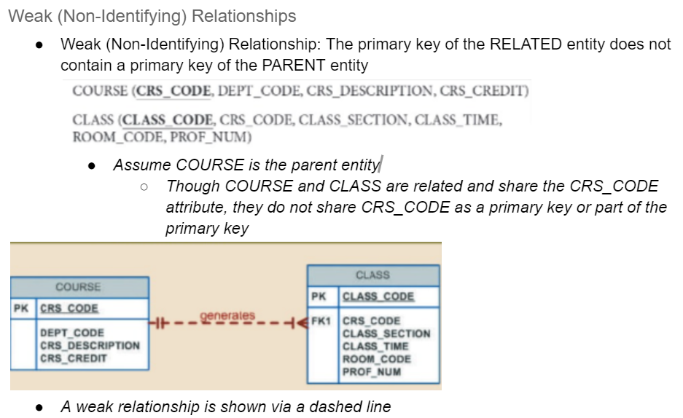 Weak (Non-Identifying) Relationships
● Weak (Non-Identifying) Relationship: The primary key of the RELATED entity does not
contain a primary key of the PARENT entity
COURSE (CRS_CODE, DEPT_CODE, CRS_DESCRIPTION, CRS_CREDIT)
CLASS (CLASS_CODE, CRS_CODE, CLASS_SECTION, CLASS_TIME,
ROOM_CODE, PROF_NUM)
● Assume COURSE is the parent entity
○ Though COURSE and CLASS are related and share the CRS_CODE
attribute, they do not share CRS_CODE as a primary key or part of the
primary key
COURSE
PK CRS_CODE
DEPT_CODE
CRS_DESCRIPTION
CRS_CREDIT
generates
CLASS
PK CLASS_CODE
FK1 CRS_CODE
CLASS_SECTION
CLASS_TIME
ROOM_CODE
PROF_NUM
● A weak relationship is shown via a dashed line